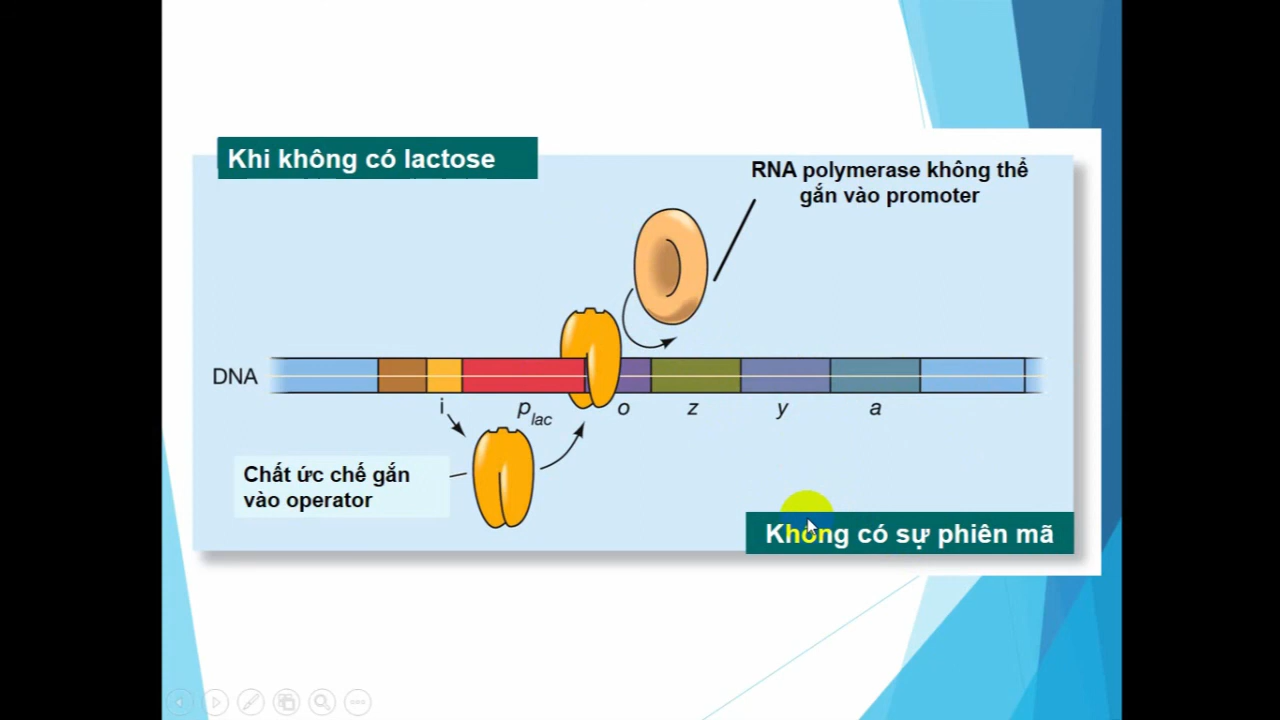 Khi không có lactose
RNA polymerase không thể
gắn vào promoter
DNA
i
p lac
o
z
y
a
Chất ức chế gắn
vào operator
Không có sự phiên mã